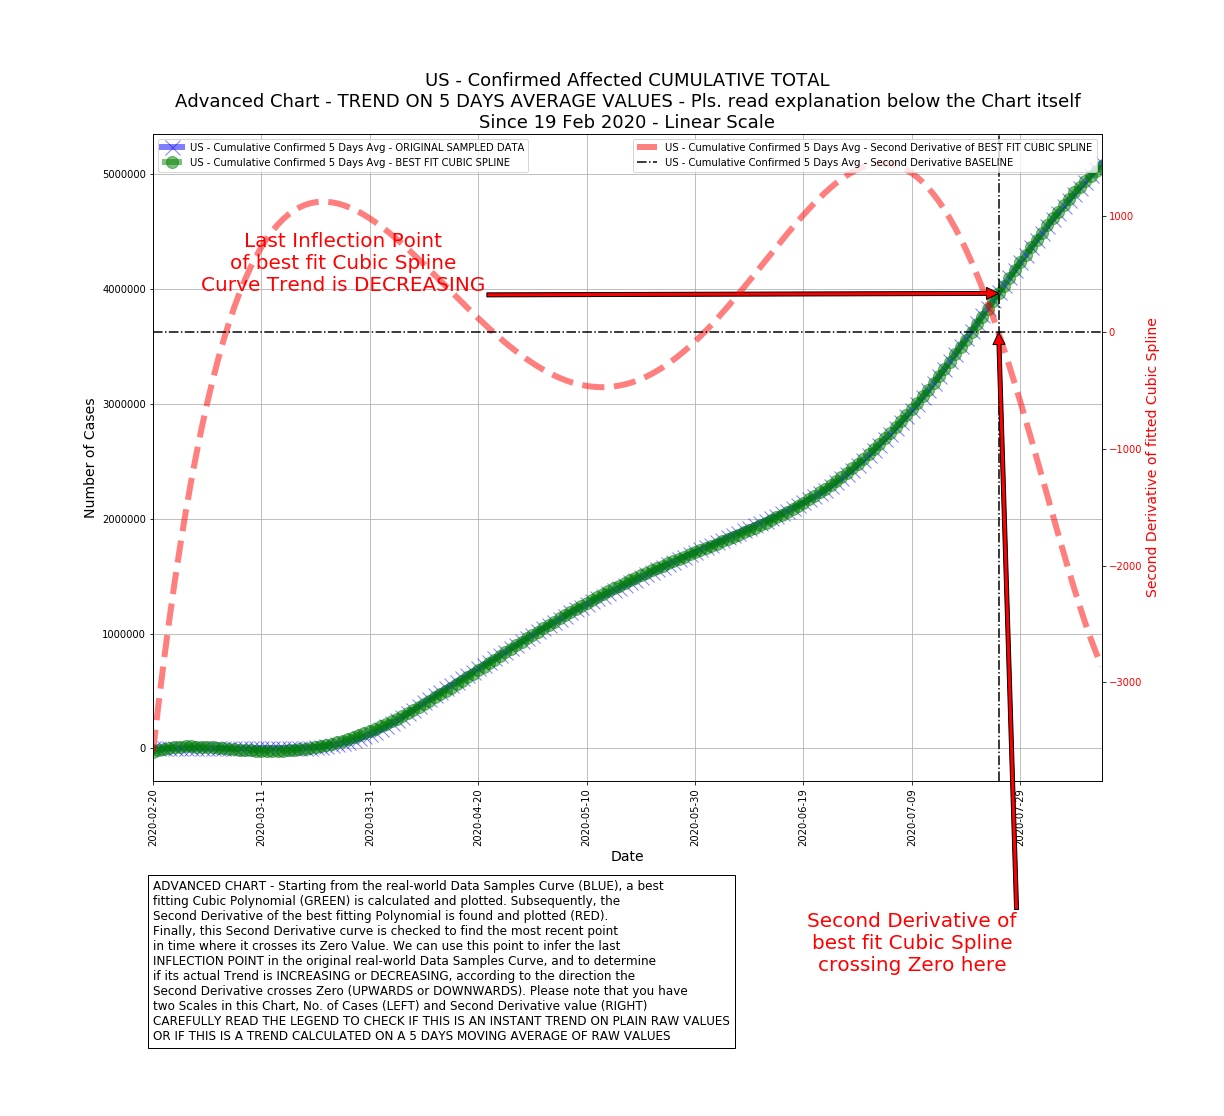 US - Confirmed Affected CUMULATIVE TOTAL
Advanced Chart - TREND ON 5 DAYS AVERAGE VALUES - Pls. read explanation below the Chart itself
Since 19 Feb 2020 - Linear Scale
US - Cumulative Confirmed 5 Days Avg - ORIGINAL SAMPLED DATA
US - Cumulative Confirmed 5 Days Avg - BEST FIT CUBIC SPLINE
US - Cumulative Confirmed 5 Days Avg - Second Derivative of BEST FIT CUBIC SPLINE
US - Cumulative Confirmed 5 Days Avg - Second Derivative BASELINE
Last Inflection Point
of best fit Cubic Spline
Curve Trend is DECREASING
Number of Cases
5000000
4000000
3000000
2000000
1000000
0
1000
0
−1000
−2000
−3000
Second Derivative of fitted Cubic Spline
2020-02-20
2020-03-11
2020-03-31
2020-04-20
2020-05-10
2020-05-30
2020-06-19
2020-07-09
2020-07-29
Date
ADVANCED CHART - Starting from the real-world Data Samples Curve (BLUE), a best
fitting Cubic Polynomial (GREEN) is calculated and plotted. Subsequently, the
Second Derivative of the best fitting Polynomial is found and plotted (RED).
Finally, this Second Derivative curve is checked to find the most recent point
in time where it crosses its Zero Value. We can use this point to infer the last
INFLECTION POINT in the original real-world Data Samples Curve, and to determine
if its actual Trend is INCREASING or DECREASING, according to the direction the
Second Derivative crosses Zero (UPWARDS or DOWNWARDS). Please note that you have
two Scales in this Chart, No. of Cases (LEFT) and Second Derivative value (RIGHT)
CAREFULLY READ THE LEGEND TO CHECK IF THIS IS AN INSTANT TREND ON PLAIN RAW VALUES
OR IF THIS IS A TREND CALCULATED ON A 5 DAYS MOVING AVERAGE OF RAW VALUES
Second Derivative of
best fit Cubic Spline
crossing Zero here